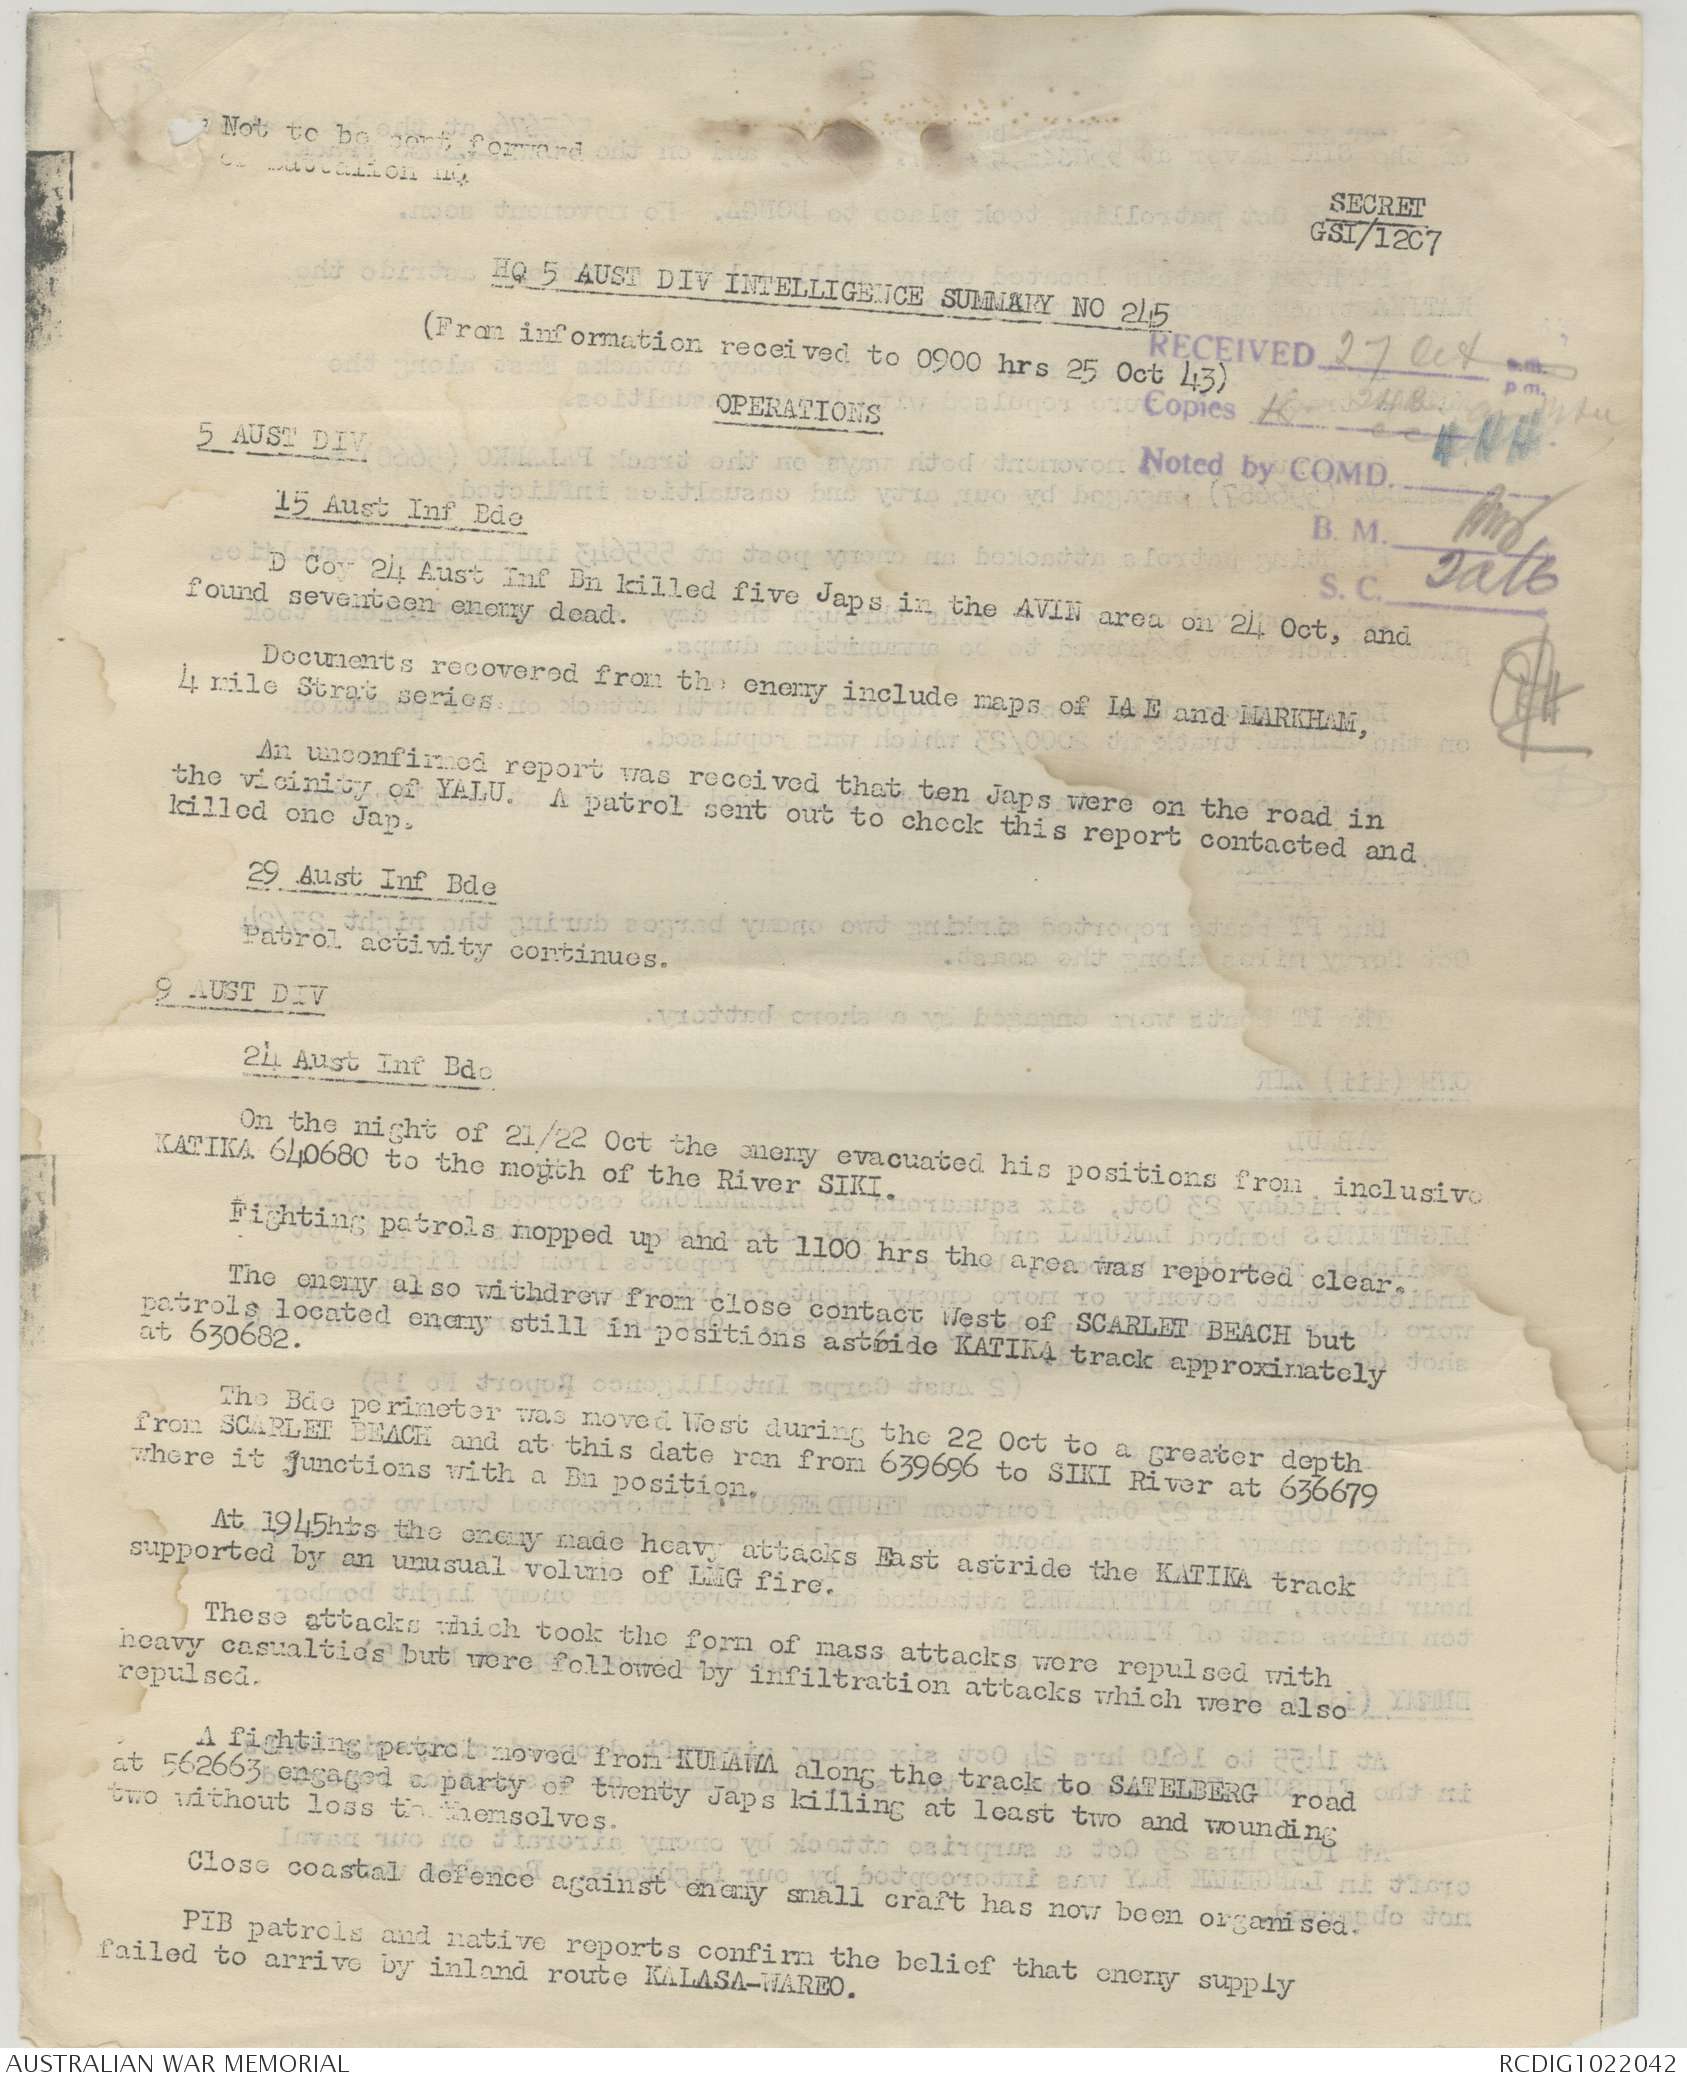 Not to be sent forward
of Battalion HQ
SECRET
GSI/1207
HQ 5 AUST DIV INTELLIGENCE SUMMARY NO 245
(From information received to 0900 hrs 25 Oct 43)
RECEIVED 27 Oct a.m.
p.m.
Copies
Noted by COMD.
B. M.
S. C.
OPERATIONS
5 AUST DIV
15 Aust Inf Bde
D Coy 24 Aust Inf Bn killed five Japs in the AVIN area on 24 Oct, and
found seventeen enemy dead.
Documents recovered from the enemy include maps of LAE and MARKHAM,
4 mile Strat series.
An unconfirmed report was received that ten Japs were on the road in
the vicinity of YALU. A patrol sent out to check this report contacted and
killed one Jap.
29 Aust Inf Bde
Patrol activity continues.
9 AUST DIV
24 Aust Inf Bde
On the night of 21/22 Oct the enemy evacuated his positions from inclusive
KATIKA 640680 to the mouth of the River SIKI.
Fighting patrols mopped up and at 1100 hrs the area was reported clear.
The enemy also withdrew from close contact West of SCARLET BEACH but
patrols located enemy still in positions astride KATIKA track approximately
at 630682.
The Bde perimeter was moved West during the 22 Oct to a greater depth
from SCARLET BEACH and at this date ran from 639696 to SIKI River at 636679
where it junctions with a Bn position.
At 1945hrs the enemy made heavy attacks East astride the KATIKA track
supported by an unusual volume of LMG fire.
These attacks which took the form of mass attacks were repulsed with
heavy casualties but were followed by infiltration attacks which were also
repulsed.
A fighting patrol moved from KUMAWA along the track to SATELBERG road
at 562663 engaged a party of twenty Japs killing at least two and wounding
two without loss to themselves.
Close coastal defence against enemy small craft has now been organised.
PIB patrols and native reports confirm the belief that enemy supply
failed to arrive by inland route KALASA-WAREO.
AUSTRALIAN WAR MEMORIAL
RCDIG1022042